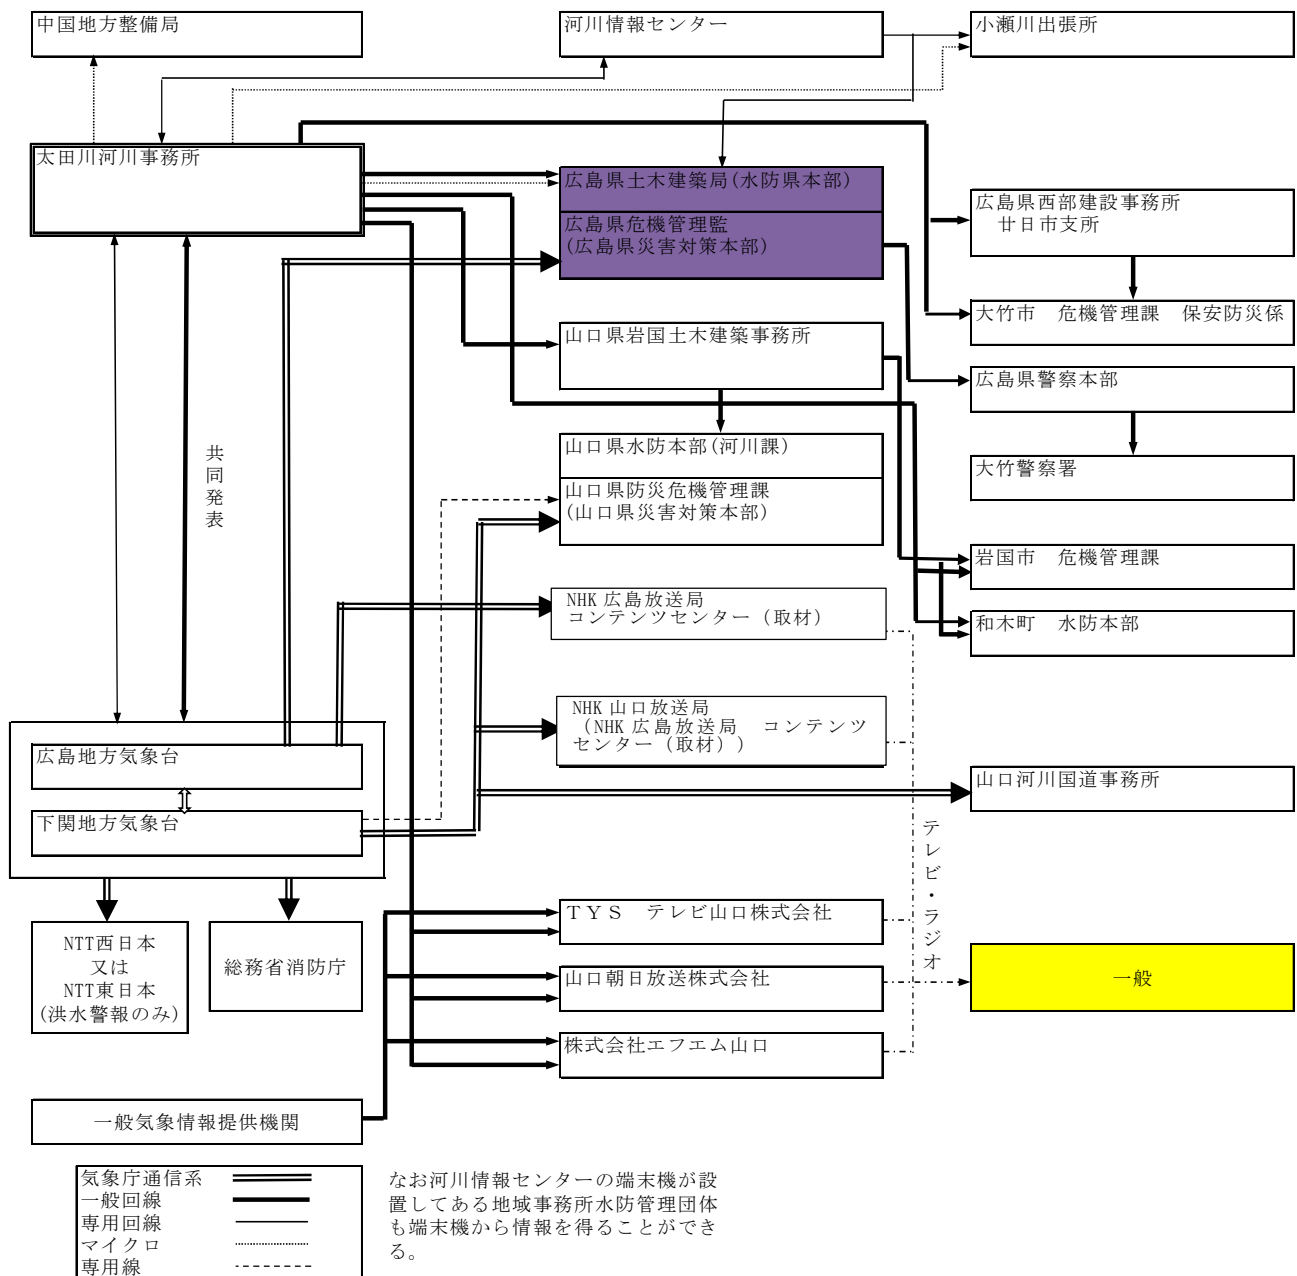 中国地方整備局
河川情報センター
小瀬川出張所
太田川河川事務所
広島県土木建築局(水防県本部)
広島県危機管理監
(広島県災害対策本部)
広島県西部建設事務所
廿日市支所
大竹市　危機管理課　保安防災係
山口県岩国土木建築事務所
広島県警察本部
共同発表
山口県水防本部(河川課)
大竹警察署
山口県防災危機管理課
(山口県災害対策本部)
岩国市　危機管理課
NHK 広島放送局
コンテンツセンター（取材）
和木町　水防本部
NHK 山口放送局
（NHK 広島放送局　コンテンツ
センター（取材））
広島地方気象台
山口河川国道事務所
下関地方気象台
テレビ・ラジオ
ＴＹＳ　テレビ山口株式会社
NTT西日本
又は
NTT東日本
(洪水警報のみ)
総務省消防庁
山口朝日放送株式会社
一般
株式会社エフエム山口
一般気象情報提供機関
気象庁通信系
一般回線
専用回線
マイクロ
専用線
なお河川情報センターの端末機が設
置してある地域事務所水防管理団体
も端末機から情報を得ることができ
る。